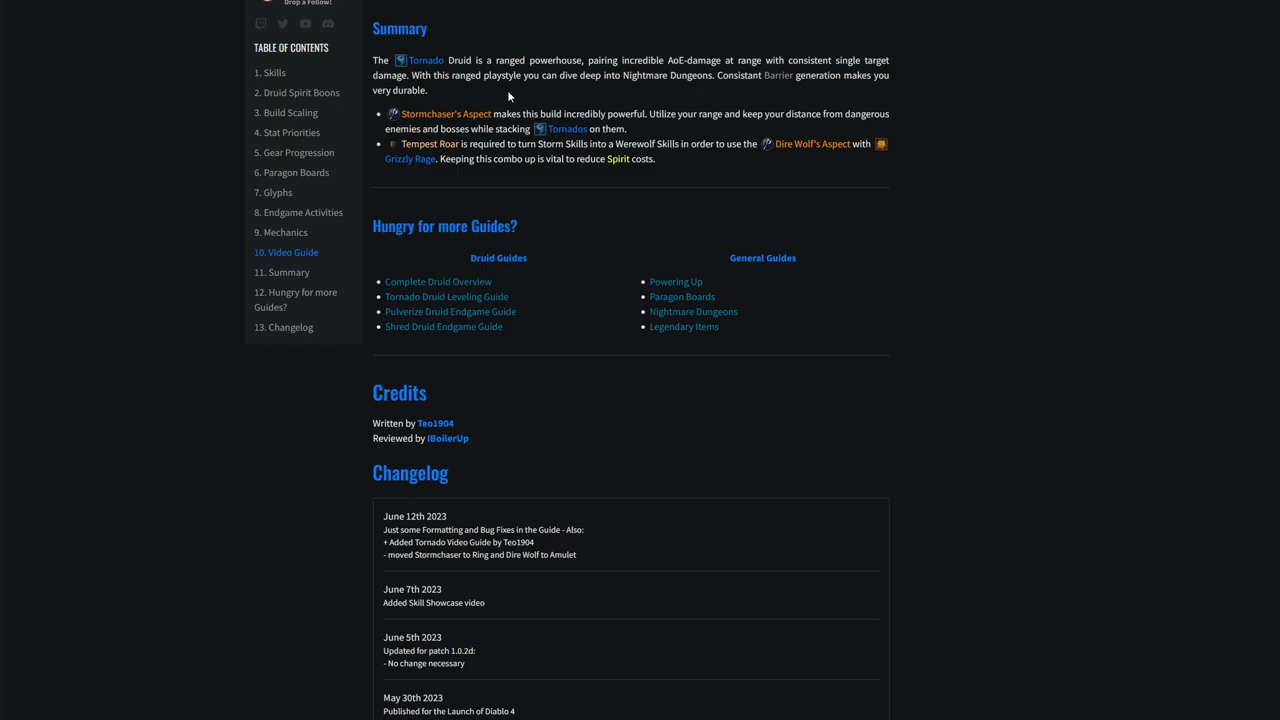 Drop a Follow!
TABLE OF CONTENTS
1. Skills
2. Druid Spirit Boons
3. Build Scaling
4. Stat Priorities
5. Gear Progression
6. Paragon Boards
7. Glyphs
8. Endgame Activities
9. Mechanics
10. Video Guide
11. Summary
12. Hungry for more
Guides?
13. Changelog
Summary
The Tornado Druid is a ranged powerhouse, pairing incredible AoE-damage at range with consistent single target
damage. With this ranged playstyle you can dive deep into Nightmare Dungeons. Consistant Barrier generation makes you
very durable.
• Stormchaser's Aspect makes this build incredibly powerful. Utilize your range and keep your distance from dangerous
enemies and bosses while stacking Tornados on them.
• Tempest Roar is required to turn Storm Skills into a Werewolf Skills in order to use the Dire Wolf's Aspect with
Grizzly Rage. Keeping this combo up is vital to reduce Spirit costs.
Hungry for more Guides?
Druid Guides
• Complete Druid Overview
• Tornado Druid Leveling Guide
• Pulverize Druid Endgame Guide
• Shred Druid Endgame Guide
General Guides
• Powering Up
• Paragon Boards
• Nightmare Dungeons
• Legendary Items
Credits
Written by Teo1904
Reviewed by IBoilerUp
Changelog
June 12th 2023
Just some Formatting and Bug Fixes in the Guide - Also:
+ Added Tornado Video Guide by Teo1904
- moved Stormchaser to Ring and Dire Wolf to Amulet
June 7th 2023
Added Skill Showcase video
June 5th 2023
Updated for patch 1.0.2d:
- No change necessary
May 30th 2023
Published for the Launch of Diablo 4